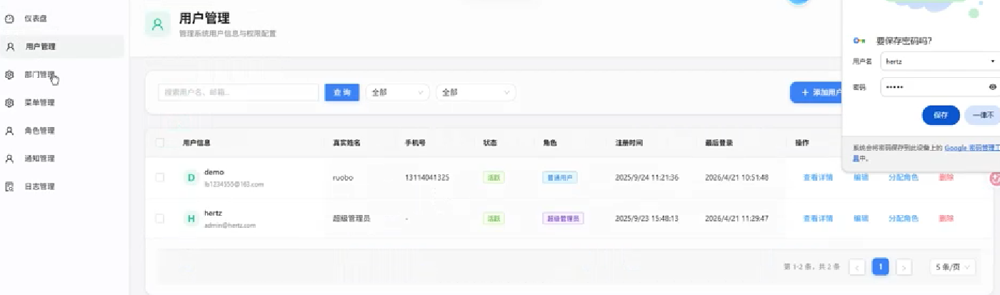 仪表盘
用户管理
部门管理
菜单管理
角色管理
通知管理
日志管理
用户管理
管理系统用户信息与权限配置
搜索用户名、邮箱...
查询
全部
全部
+ 添加用户
用户信息 真实姓名 手机号 状态 角色 注册时间 最后登录 操作
D demo ruobo 13114041325 活跃 普通用户 2025/9/24 11:21:36 2026/4/21 10:51:48 查看详情 编辑 分配角色 删除
lb1234555@163.com
H hertz 超级管理员 - 活跃 超级管理员 2025/9/23 15:48:13 2026/4/21 11:29:47 查看详情 编辑 分配角色 删除
admin@hertz.com
第 1-2 条，共 2 条 < 1 > 5 条/页
要保存密码吗？
用户名 hertz
密码 •••••
保存 一律不
系统会将密码保存到此设备上的 Google 密码管理工
具中。